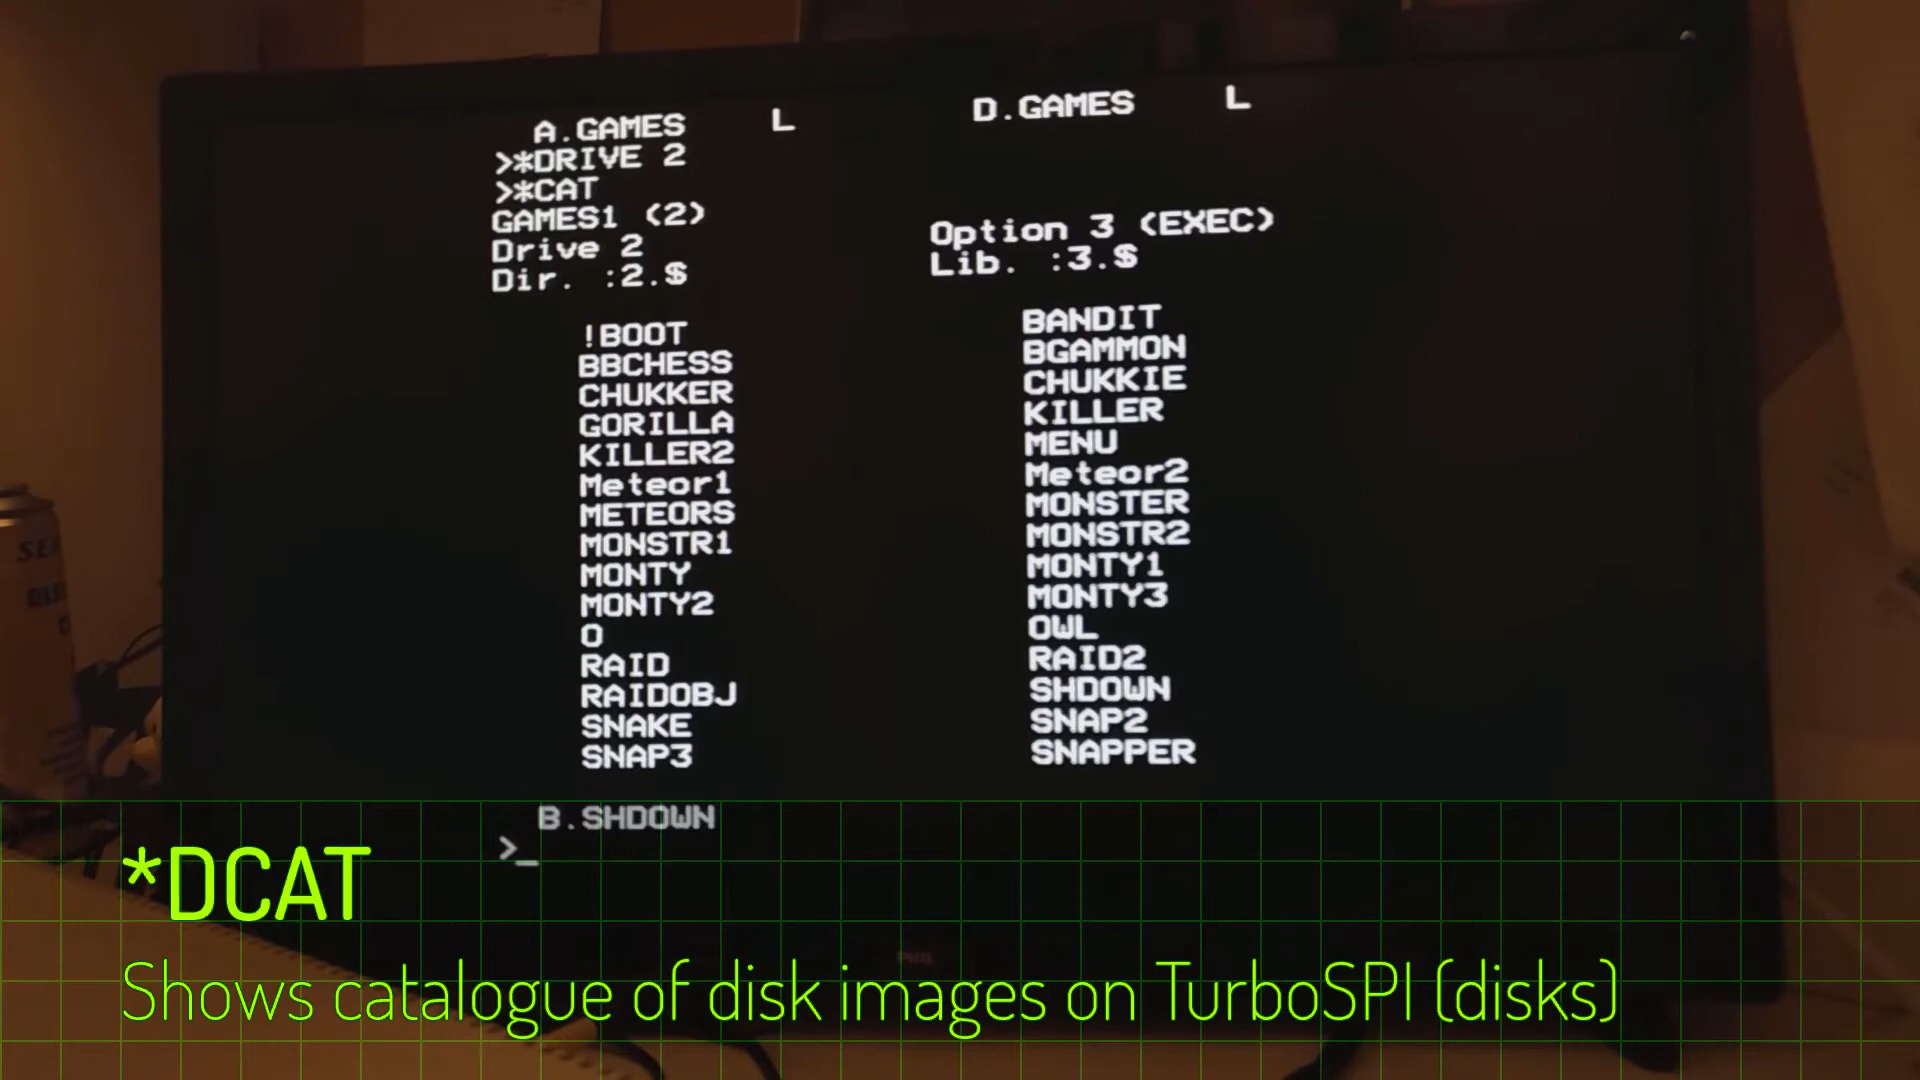 A.GAMES L D.GAMES L
>*DRIVE 2
>*CAT
GAMES1 (2)
Drive 2 Option 3 (EXEC)
Dir. :2.$ Lib. :3.$
!BOOT BANDIT
BBCHESS BGAMMON
CHUKKER CHUKKIE
GORILLA KILLER
KILLER2 MENU
Meteor1 Meteor2
METEORS MONSTER
MONSTR1 MONSTR2
MONTY MONTY1
MONTY2 MONTY3
O OWL
RAID RAID2
RAIDOBJ SHDOWN
SNAKE SNAP2
SNAP3 SNAPPER
B.SHDOWN
>_
*DCAT
Shows catalogue of disk images on TurboSPI (disks)